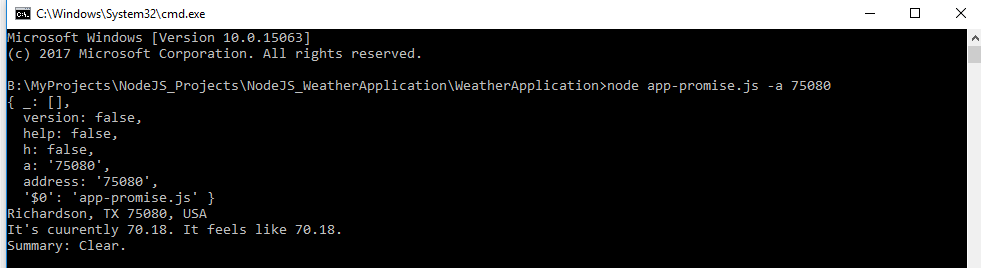 C:\Windows\System32\cmd.exe
Microsoft Windows [Version 10.0.15063]
(c) 2017 Microsoft Corporation. All rights reserved.
B:\MyProjects\NodeJS_Projects\NodeJS_WeatherApplication\WeatherApplication>node app-promise.js -a 75080
{ _: [],
  version: false,
  help: false,
  h: false,
  a: '75080',
  address: '75080',
  '$0': 'app-promise.js' }
Richardson, TX 75080, USA
It's cuurently 70.18. It feels like 70.18.
Summary: Clear.